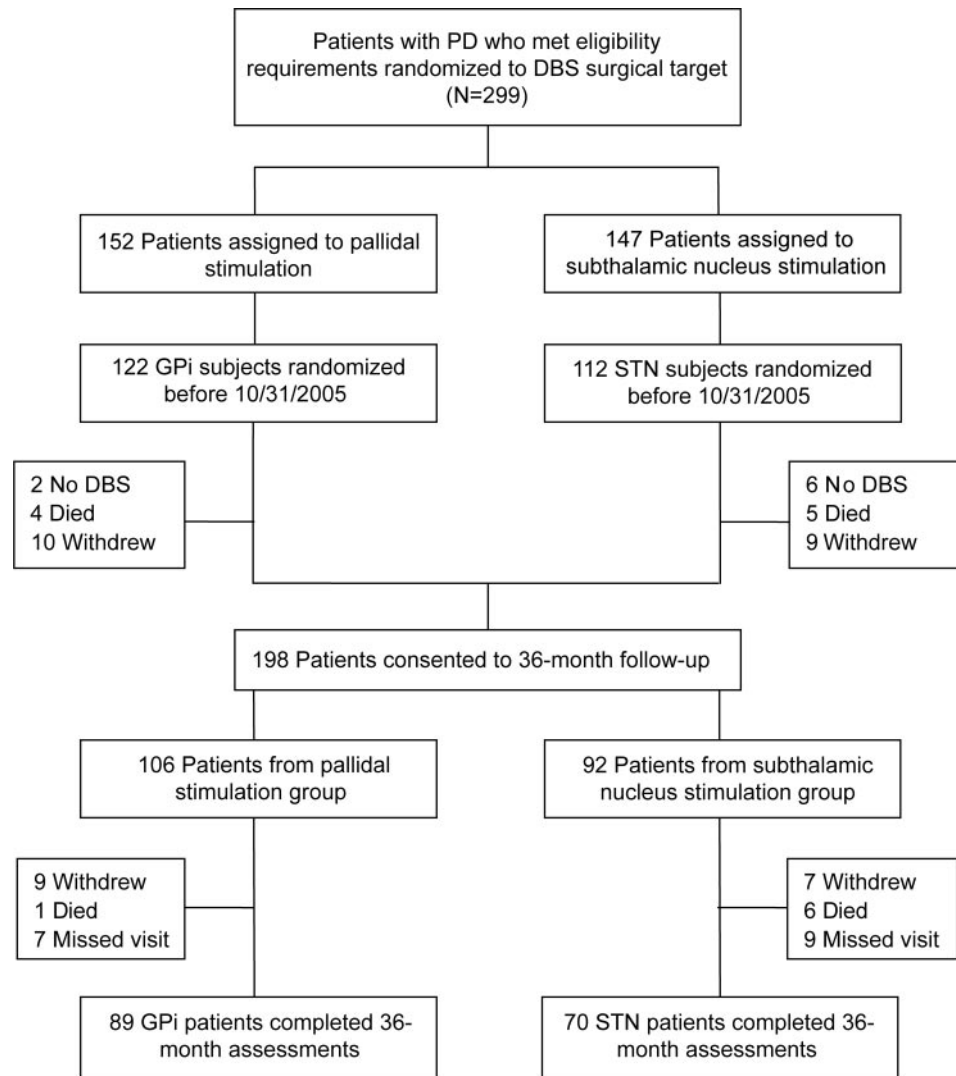 Patients with PD who met eligibility
requirements randomized to DBS surgical target
(N=299)
152 Patients assigned to pallidal
stimulation
147 Patients assigned to
subthalamic nucleus stimulation
122 GPi subjects randomized
before 10/31/2005
112 STN subjects randomized
before 10/31/2005
2 No DBS
4 Died
10 Withdrew
6 No DBS
5 Died
9 Withdrew
198 Patients consented to 36-month follow-up
106 Patients from pallidal
stimulation group
92 Patients from subthalamic
nucleus stimulation group
9 Withdrew
1 Died
7 Missed visit
7 Withdrew
6 Died
9 Missed visit
89 GPi patients completed 36-
month assessments
70 STN patients completed 36-
month assessments